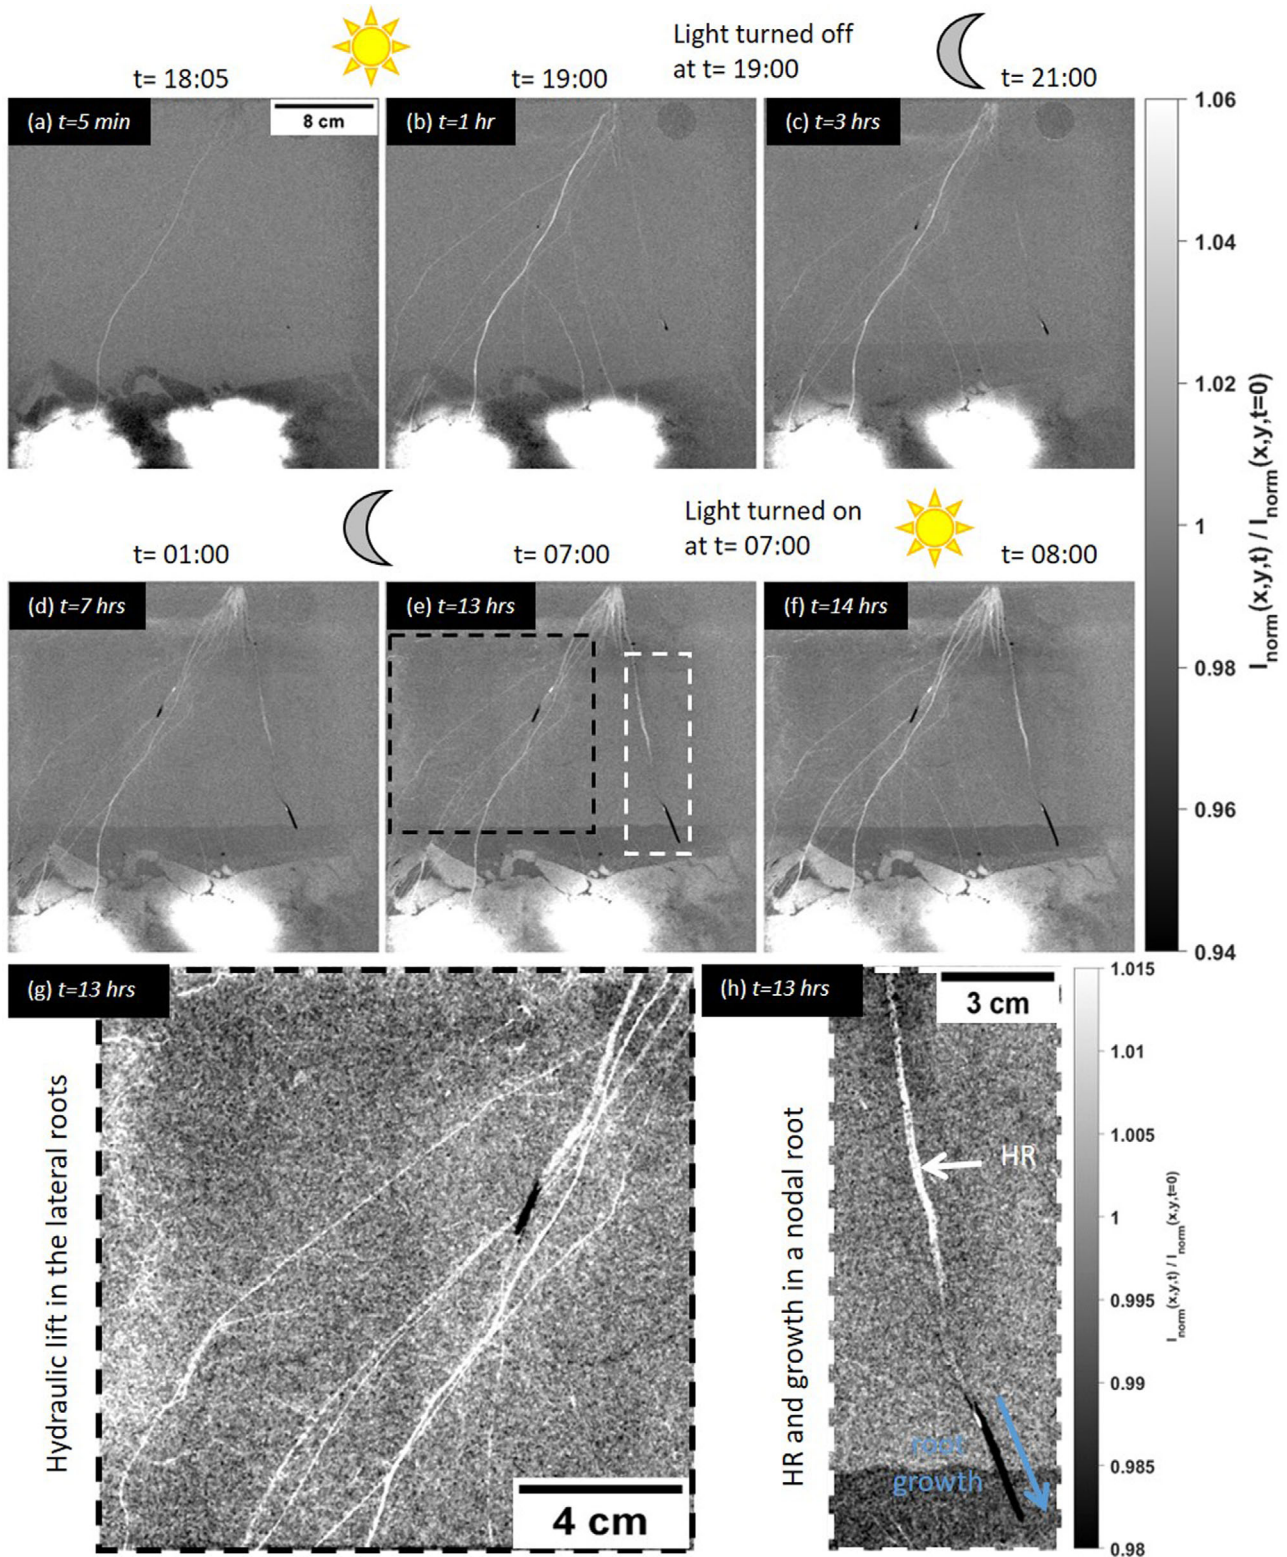 Light turned off
at t= 19:00
t= 18:05
t= 19:00
t= 21:00
(a) t=5 min
8 cm
(b) t=1 hr
(c) t=3 hrs
1.06
1.04
1.02
1
0.98
0.96
0.94
Inorm(x,y,t) / Inorm(x,y,t=0)
Light turned on
at t= 07:00
t= 01:00
t= 07:00
t= 08:00
(d) t=7 hrs
(e) t=13 hrs
(f) t=14 hrs
(g) t=13 hrs
Hydraulic lift in the lateral roots
4 cm
(h) t=13 hrs
3 cm
HR and growth in a nodal root
HR
root
growth
1.015
1.01
1.005
1
0.995
0.99
0.985
0.98
Inorm(x,y,t) / Inorm(x,y,t=0)